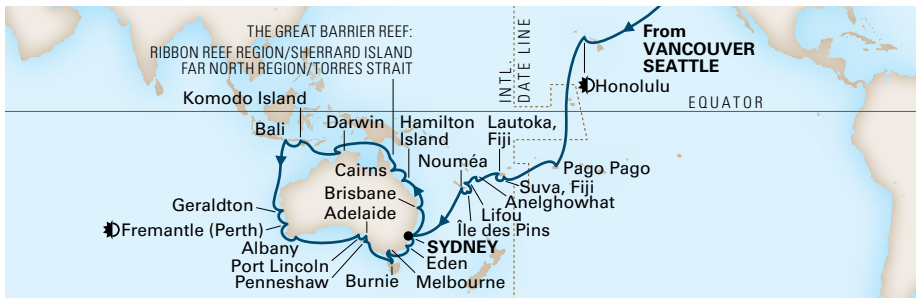 THE GREAT BARRIER REEF:
RIBBON REEF REGION/SHERRARD ISLAND
FAR NORTH REGION/TORRES STRAIT
INTL
DATE LINE
From
VANCOUVER
SEATTLE
Honolulu
EQUATOR
Komodo Island
Bali
Darwin
Hamilton
Island
Lautoka,
Fiji
Nouméa
Cairns
Pago Pago
Suva, Fiji
Anelghowhat
Lifou
Île des Pins
Brisbane
Adelaide
Geraldton
Fremantle (Perth)
Albany
Port Lincoln
Penneshaw
Burnie
SYDNEY
Eden
Melbourne